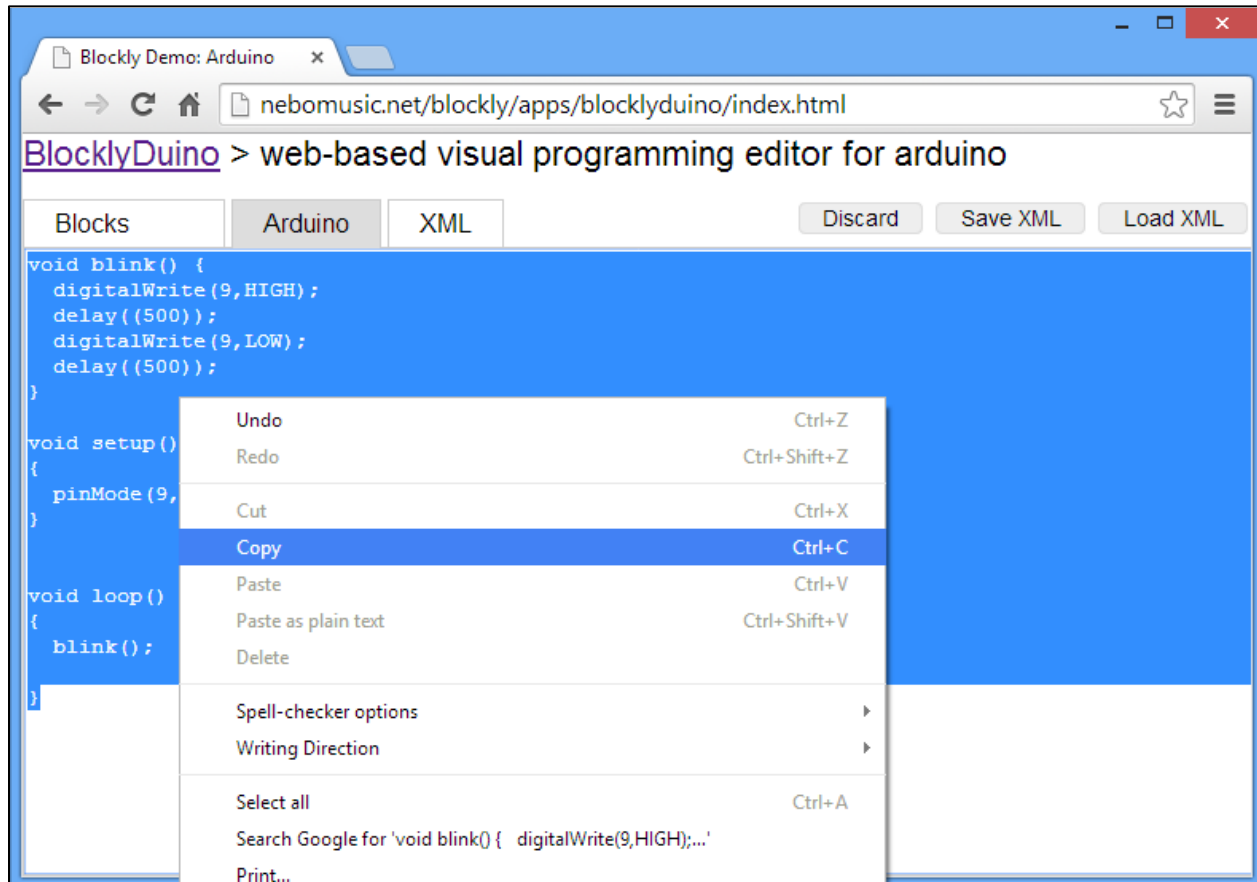 Blockly Demo: Arduino
nebomusic.net/blockly/apps/blocklyduino/index.html
BlocklyDuino > web-based visual programming editor for arduino
Blocks Arduino XML Discard Save XML Load XML
void blink() {
digitalWrite(9,HIGH);
delay((500));
digitalWrite(9,LOW);
delay((500));
}
void setup()
{
pinMode(9,
}
void loop()
{
blink();
}
Undo Ctrl+Z
Redo Ctrl+Shift+Z
Cut Ctrl+X
Copy Ctrl+C
Paste Ctrl+V
Paste as plain text Ctrl+Shift+V
Delete
Spell-checker options
Writing Direction
Select all Ctrl+A
Search Google for 'void blink() { digitalWrite(9,HIGH);...'
Print...